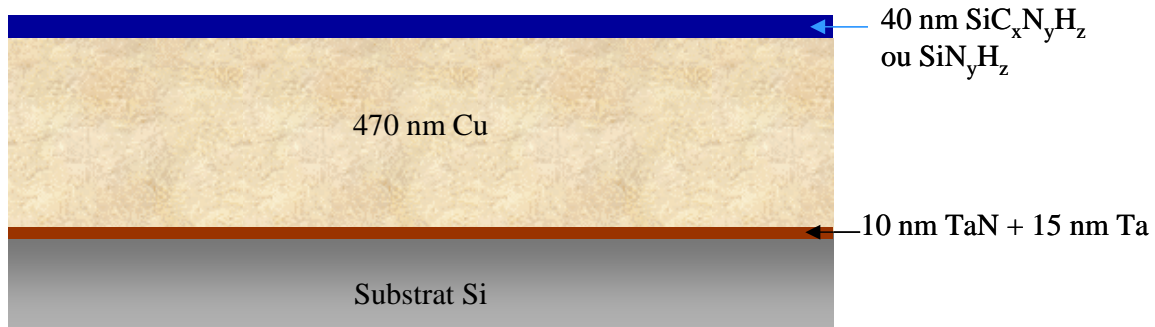 40 nm SiCxNyHz
ou SiNyHz
470 nm Cu
10 nm TaN + 15 nm Ta
Substrat Si